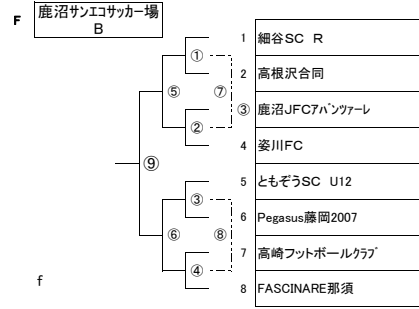 F
鹿沼サンエコサッカー場
B
1 細谷SC R
① 
2 高根沢合同
⑤ ⑦
③ 鹿沼JFCアバンツァーレ
②
4 姿川FC
⑨
5 ともぞうSC U12
③
6 Pegasus藤岡2007
⑥ ⑧
7 高崎フットボールクラブ
④
f
8 FASCINARE那須